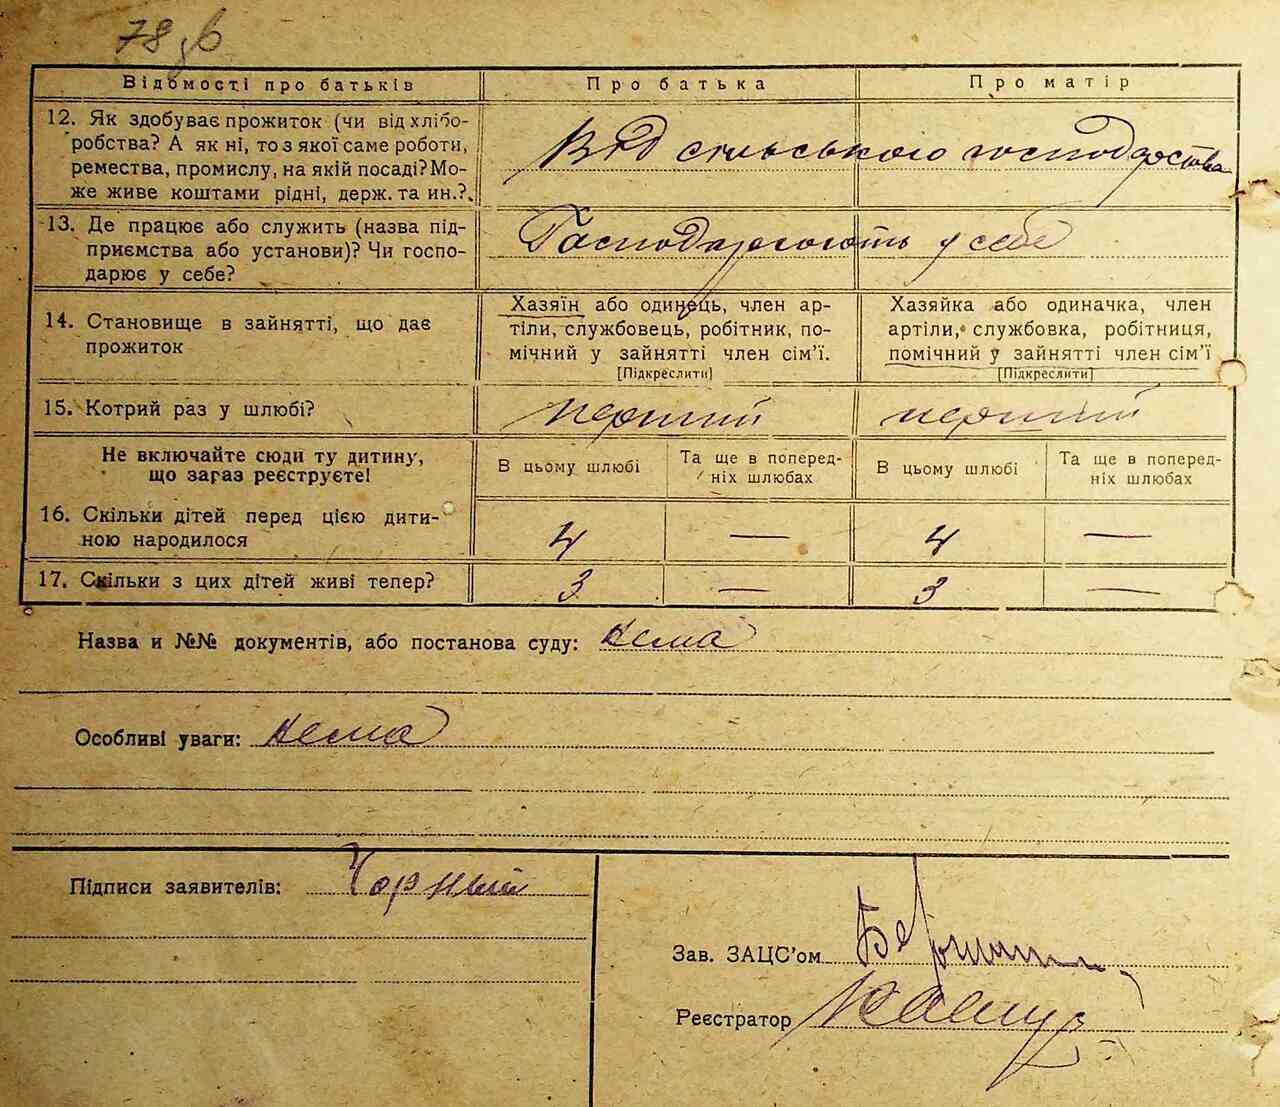 78 зв
Відомості про батьків Про батька Про матір
12. Як здобуває прожиток (чи від хлібо-
робства? А як ні, то з якої саме роботи,
ремества, промислу, на якій посаді? Мо-
же живе коштами рідні, держ. та ин.?.
Від сільського господарства
13. Де працює або служить (назва під-
приємства або установи)? Чи госпо-
дарює у себе?
Господарюють у себе
14. Становище в зайнятті, що дає
прожиток
Хазяїн або одинець, член ар-
тіли, службовець, робітник, по-
мічний у зайнятті член сім’ї.
[Підкреслити]
Хазяйка або одиначка, член
артіли, службовка, робітниця,
помічний у зайнятті член сім’ї
[Підкреслити]
15. Котрий раз у шлюбі? перший перший
Не включайте сюди ту дитину,
що загаз реєструєте!
В цьому шлюбі
Та ще в поперед-
ніх шлюбах
В цьому шлюбі
Та ще в поперед-
ніх шлюбах
16. Скільки дітей перед цією дити-
ною народилося 4 — 4 —
17. Скільки з цих дітей живі тепер? 3 — 3 —
Назва и №№ документів, або постанова суду: нема
Особливі уваги: нема
Підписи заявителів: Чорный
Зав. ЗАЦС’ом
Реєстратор